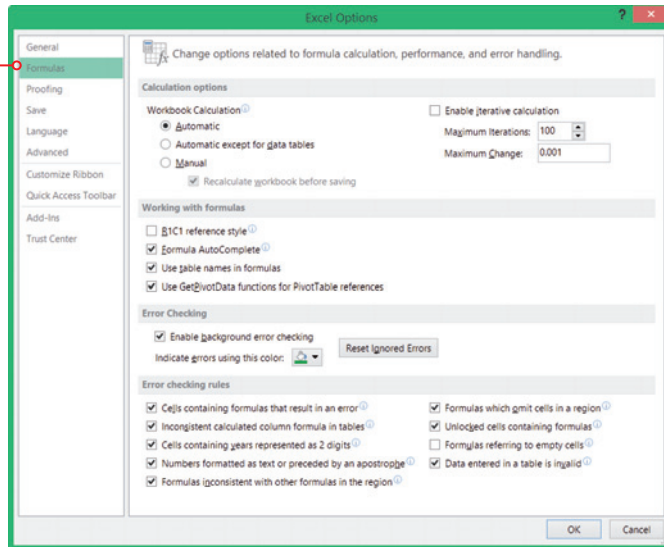 Excel Options
?
General
Formulas
Proofing
Save
Language
Advanced
Customize Ribbon
Quick Access Toolbar
Add-Ins
Trust Center
Change options related to formula calculation, performance, and error handling.
Calculation options
Workbook Calculation
Automatic
Automatic except for data tables
Manual
Recalculate workbook before saving
Enable iterative calculation
Maximum Iterations: 100
Maximum Change: 0.001
Working with formulas
R1C1 reference style
Formula AutoComplete
Use table names in formulas
Use GetPivotData functions for PivotTable references
Error Checking
Enable background error checking
Indicate errors using this color:
Reset Ignored Errors
Error checking rules
Cells containing formulas that result in an error
Inconsistent calculated column formula in tables
Cells containing years represented as 2 digits
Numbers formatted as text or preceded by an apostrophe
Formulas inconsistent with other formulas in the region
Formulas which omit cells in a region
Unlocked cells containing formulas
Formulas referring to empty cells
Data entered in a table is invalid
OK
Cancel